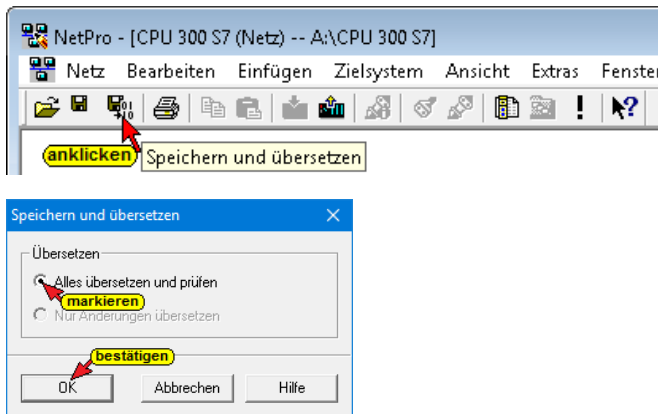 NetPro - [CPU 300 S7 (Netz) -- A:\CPU 300 S7]
Netz Bearbeiten Einfügen Zielsystem Ansicht Extras Fenster
anklicken Speichern und übersetzen
Speichern und übersetzen
Übersetzen
Alles übersetzen und prüfen
markieren
Nur Änderungen übersetzen
bestätigen
OK Abbrechen Hilfe